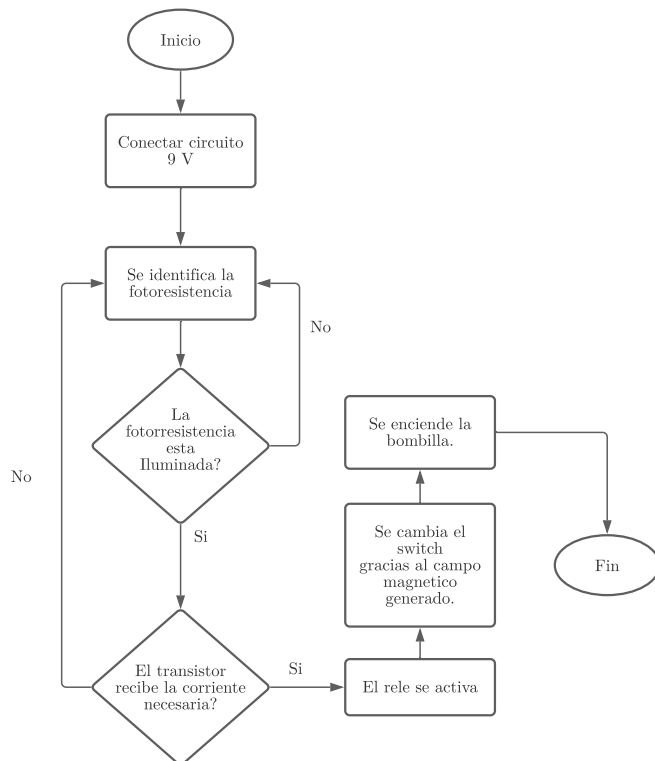 Inicio
Conectar circuito
9 V
Se identifica la
fotoresistencia
No
La
fotorresistencia
esta
Iluminada?
No
Si
El transistor
recibe la corriente
necesaria?
Si
El rele se activa
Se cambia el
switch
gracias al campo
magnetico
generado.
Se enciende la
bombilla.
Fin